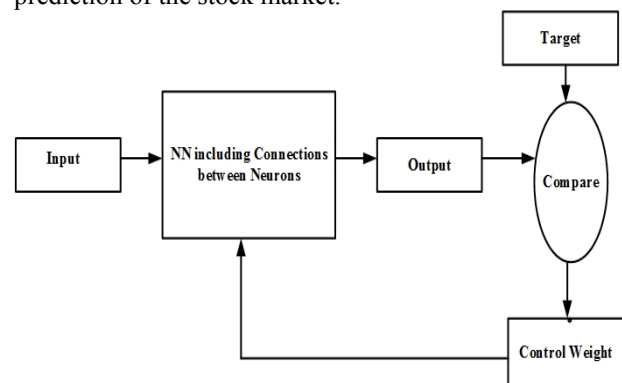 prediction of the stock market.
Target
Input
NN including Connections
between Neurons
Output
Compare
Control Weight